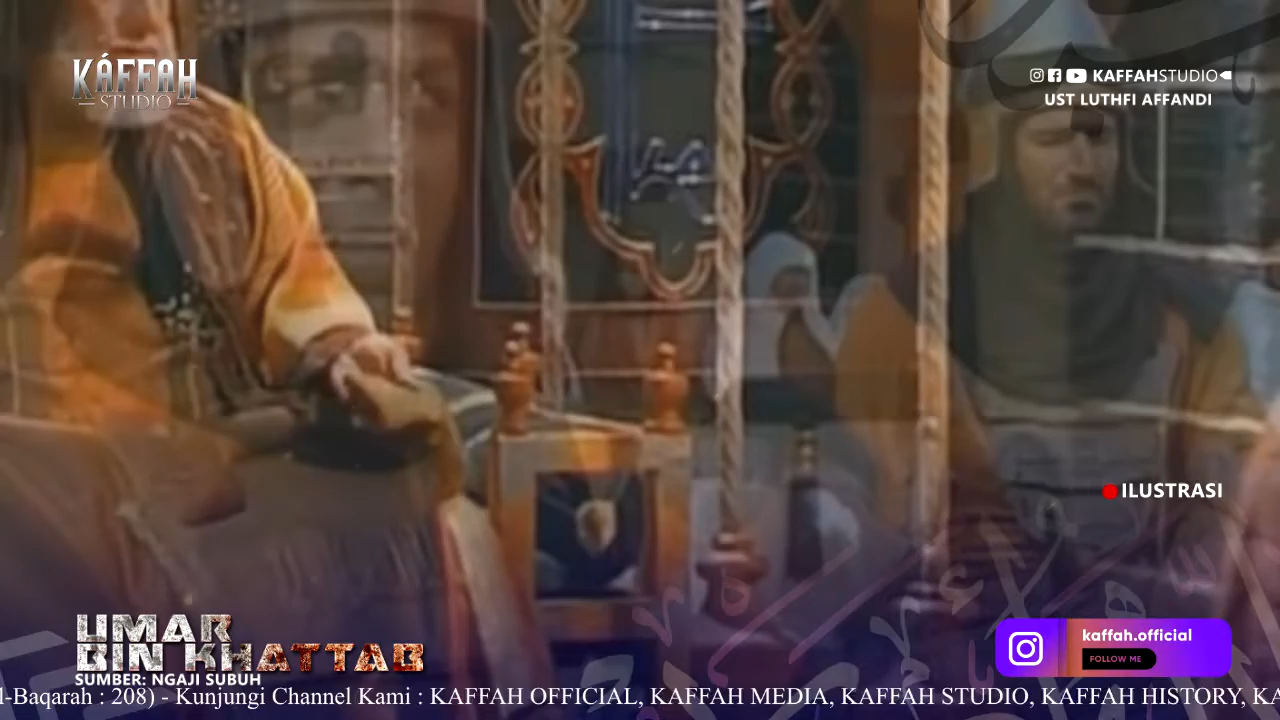 KÁFFAH
STUDIO
KAFFAHSTUDIO
UST LUTHFI AFFANDI
ILUSTRASI
UMAR
BIN KHATTAB
SUMBER: NGAJI SUBUH
kaffah.official
FOLLOW ME
l-Baqarah : 208) - Kunjungi Channel Kami : KAFFAH OFFICIAL, KAFFAH MEDIA, KAFFAH STUDIO, KAFFAH HISTORY, KA